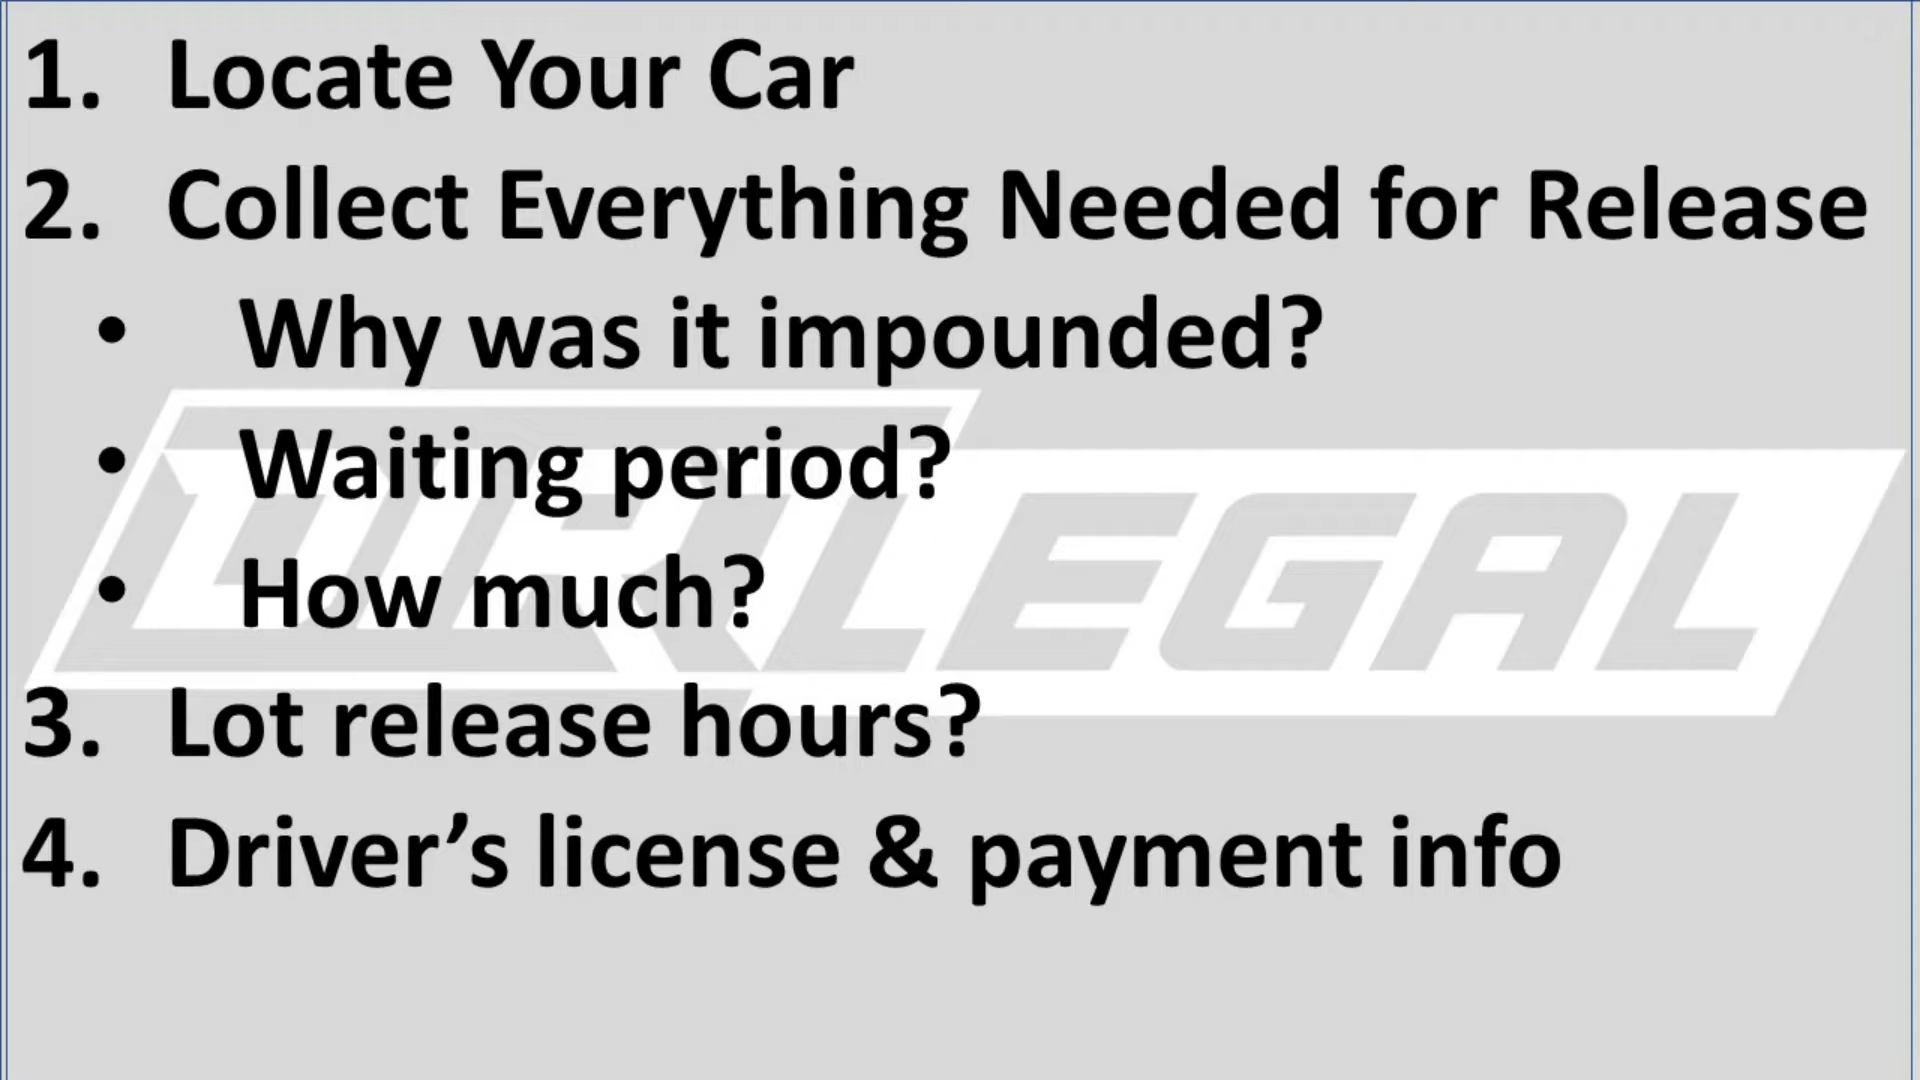 1. Locate Your Car
2. Collect Everything Needed for Release
• Why was it impounded?
• Waiting period?
• How much?
3. Lot release hours?
4. Driver’s license & payment info
DIRTLEGAL